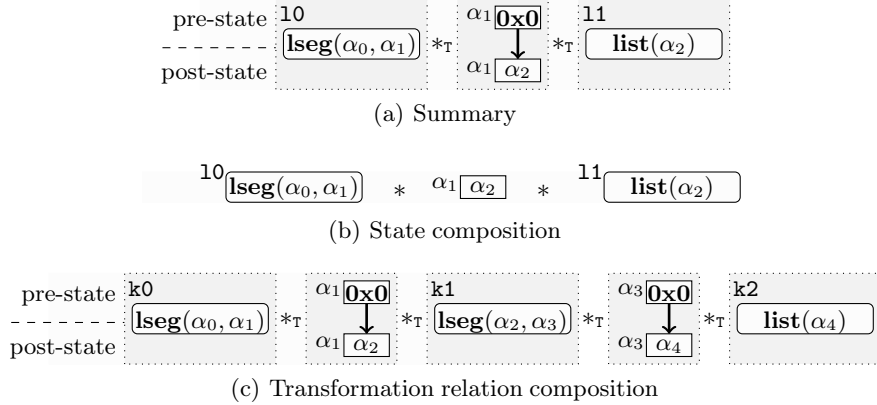 pre-state l0 lseg(α0, α1) *T α1 0x0 *T l1 list(α2)
post-state α1 α2
(a) Summary
l0 lseg(α0, α1) * α1 α2 * l1 list(α2)
(b) State composition
pre-state k0 lseg(α0, α1) *T α1 0x0 *T k1 lseg(α2, α3) *T α3 0x0 *T k2 list(α4)
post-state α1 α2 α3 α4
(c) Transformation relation composition